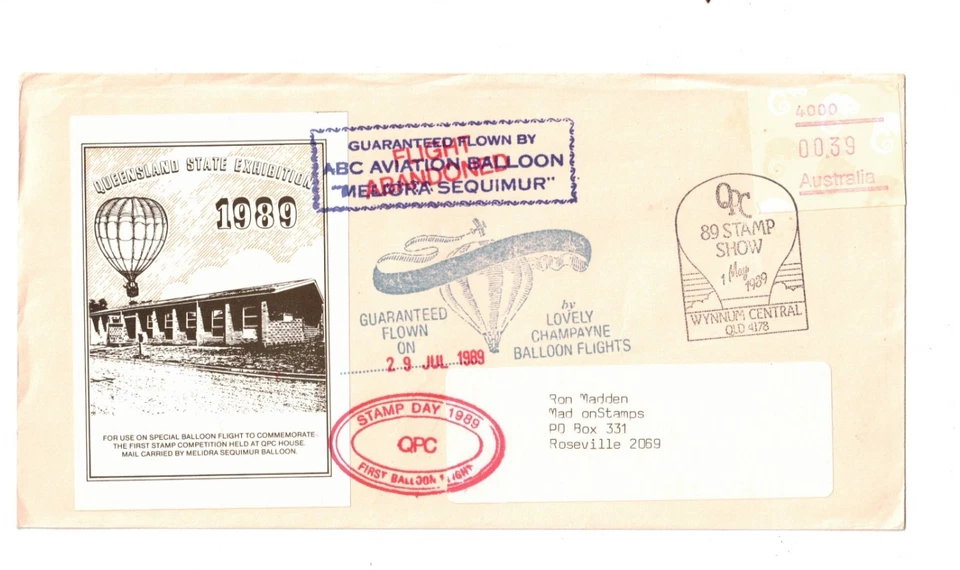 QUEENSLAND STATE EXHIBITION
1989
FOR USE ON SPECIAL BALLOON FLIGHT TO COMMEMORATE
THE FIRST STAMP COMPETITION HELD AT QPC HOUSE.
MAIL CARRIED BY MELIDRA SEQUIMUR BALLOON.
GUARANTEED FLOWN BY
ABC AVIATION BALLOON
"MELIORA SEQUIMUR"
FLIGHT
ABANDONED
GUARANTEED
FLOWN
ON
29 JUL 1989
by
LOVELY
CHAMPAYNE
BALLOON FLIGHTS
STAMP DAY 1989
QPC
FIRST BALLOON FLIGHT
4000
00.39
Australia
QPC
89 STAMP
SHOW
1 May
1989
WYNNUM CENTRAL
QLD 4178
Ron Madden
Mad onStamps
PO Box 331
Roseville 2069